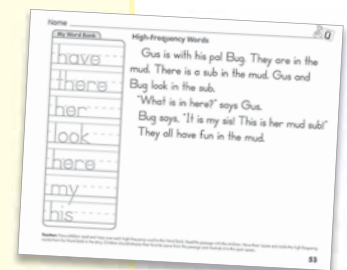 Name
My Word Book
have
there
her
look
here
my
his
High-Frequency Words
Gus is with his pal Bug. They are in the
mud. There is a sub in the mud. Gus and
Bug look in the sub.
"What is in here?" says Gus.
Bug says, "It is my sis! This is her mud sub!"
They all have fun in the mud.
53